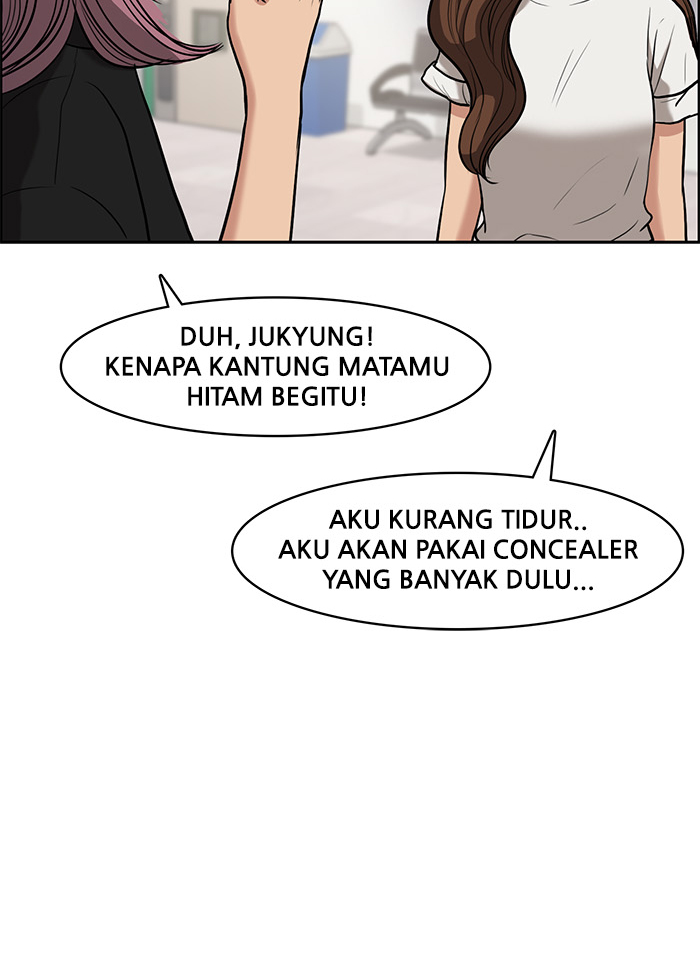 DUH, JUKYUNG!
KENAPA KANTUNG MATAMU
HITAM BEGITU!
AKU KURANG TIDUR..
AKU AKAN PAKAI CONCEALER
YANG BANYAK DULU...